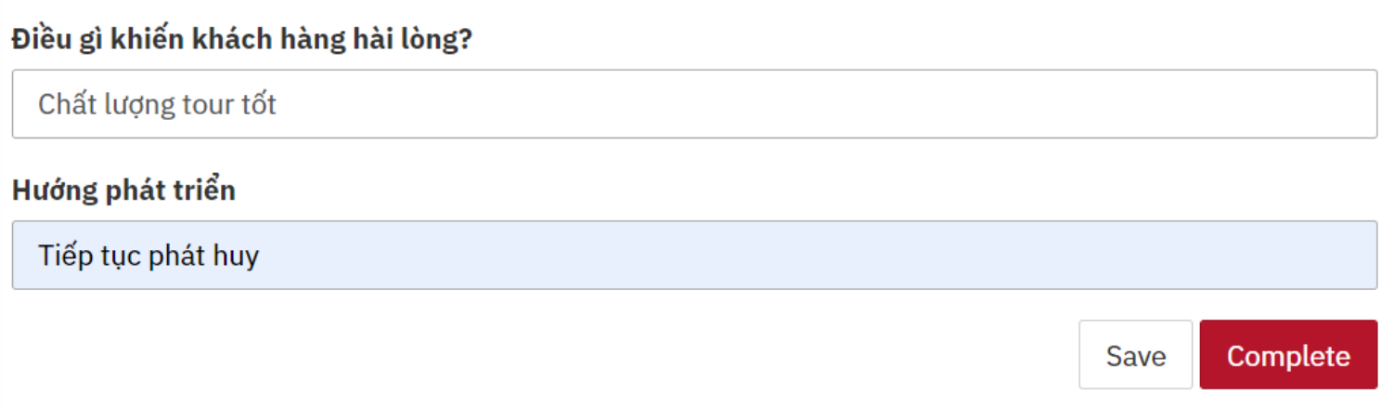 Điều gì khiến khách hàng hài lòng?
Chất lượng tour tốt
Hướng phát triển
Tiếp tục phát huy
Save Complete